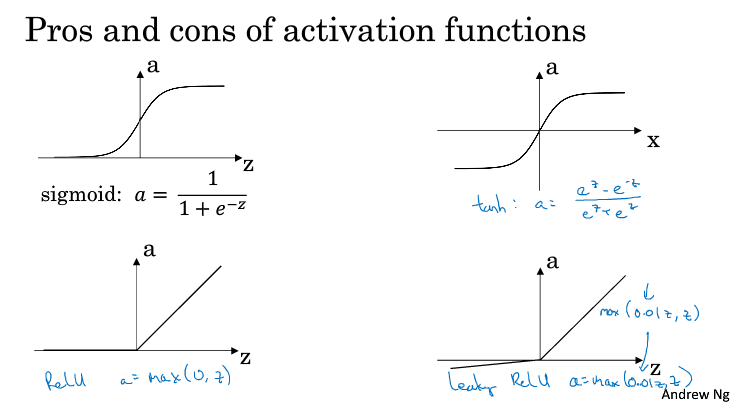 Pros and cons of activation functions
a
z
sigmoid: a = 1 / (1 + e^{-z})
a
x
tanh: a = (e^z - e^{-z}) / (e^z + e^z)
a
z
ReLU a = max(0, z)
a
max(0.01z, z)
z
Leaky ReLU a = max(0.01z, z)
Andrew Ng